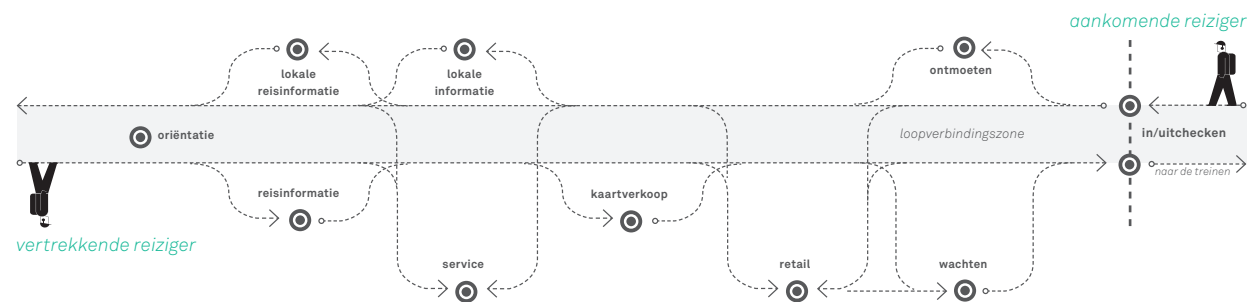 aankomende reiziger
lokale
reisinformatie
lokale
informatie
ontmoeten
oriëntatie
loopverbindingszone
in/uitchecken
naar de treinen
reisinformatie
kaartverkoop
vertrekkende reiziger
service
retail
wachten